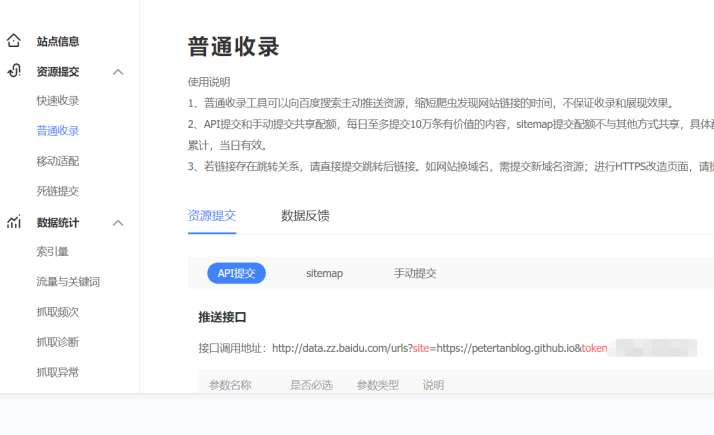 站点信息
资源提交
快速收录
普通收录
移动适配
死链提交
数据统计
索引量
流量与关键词
抓取频次
抓取诊断
抓取异常
普通收录
使用说明
1、普通收录工具可以向百度搜索主动推送资源，缩短爬虫发现网站链接的时间，不保证收录和展现效果。
2、API提交和手动提交共享配额，每日至多提交10万条有价值的内容，sitemap提交配额不与其他方式共享，具体
累计，当日有效。
3、若链接存在跳转关系，请直接提交跳转后链接。如网站换域名，需提交新域名资源；进行HTTPS改造页面，请
资源提交 数据反馈
API提交 sitemap 手动提交
推送接口
接口调用地址：http://data.zz.baidu.com/urls?site=https://petertanblog.github.io&token
参数名称 是否必选 参数类型 说明